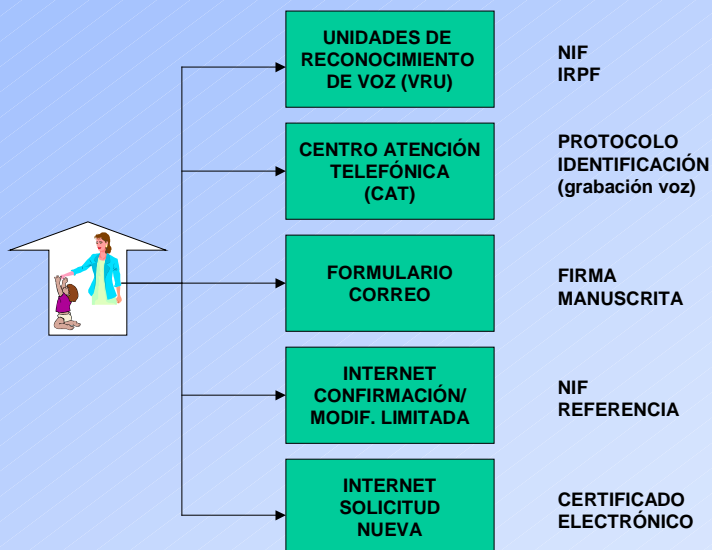 UNIDADES DE
RECONOCIMIENTO
DE VOZ (VRU)
NIF
IRPF
CENTRO ATENCIÓN
TELEFÓNICA
(CAT)
PROTOCOLO
IDENTIFICACIÓN
(grabación voz)
FORMULARIO
CORREO
FIRMA
MANUSCRITA
INTERNET
CONFIRMACIÓN/
MODIF. LIMITADA
NIF
REFERENCIA
INTERNET
SOLICITUD
NUEVA
CERTIFICADO
ELECTRÓNICO